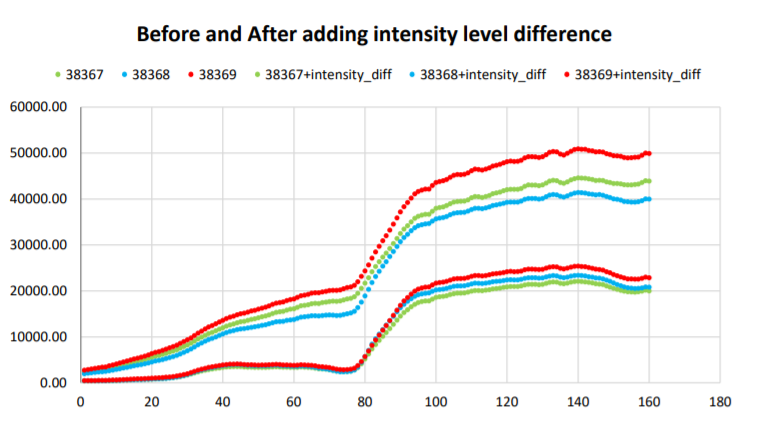 Before and After adding intensity level difference
38367 38368 38369 38367+intensity_diff 38368+intensity_diff 38369+intensity_diff
60000.00
50000.00
40000.00
30000.00
20000.00
10000.00
0.00
0 20 40 60 80 100 120 140 160 180